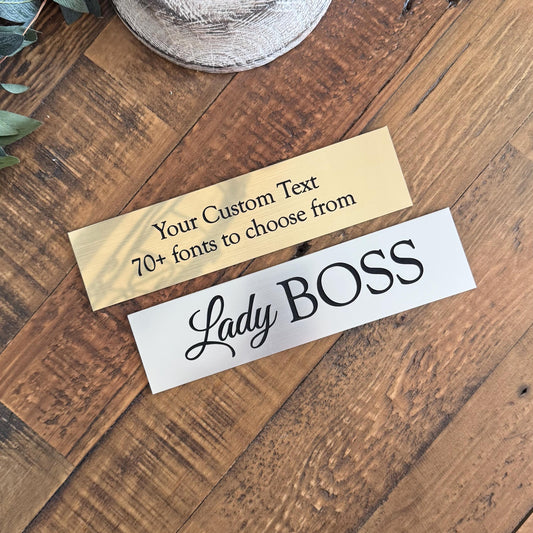 Your Custom Text
70+ fonts to choose from
Lady BOSS